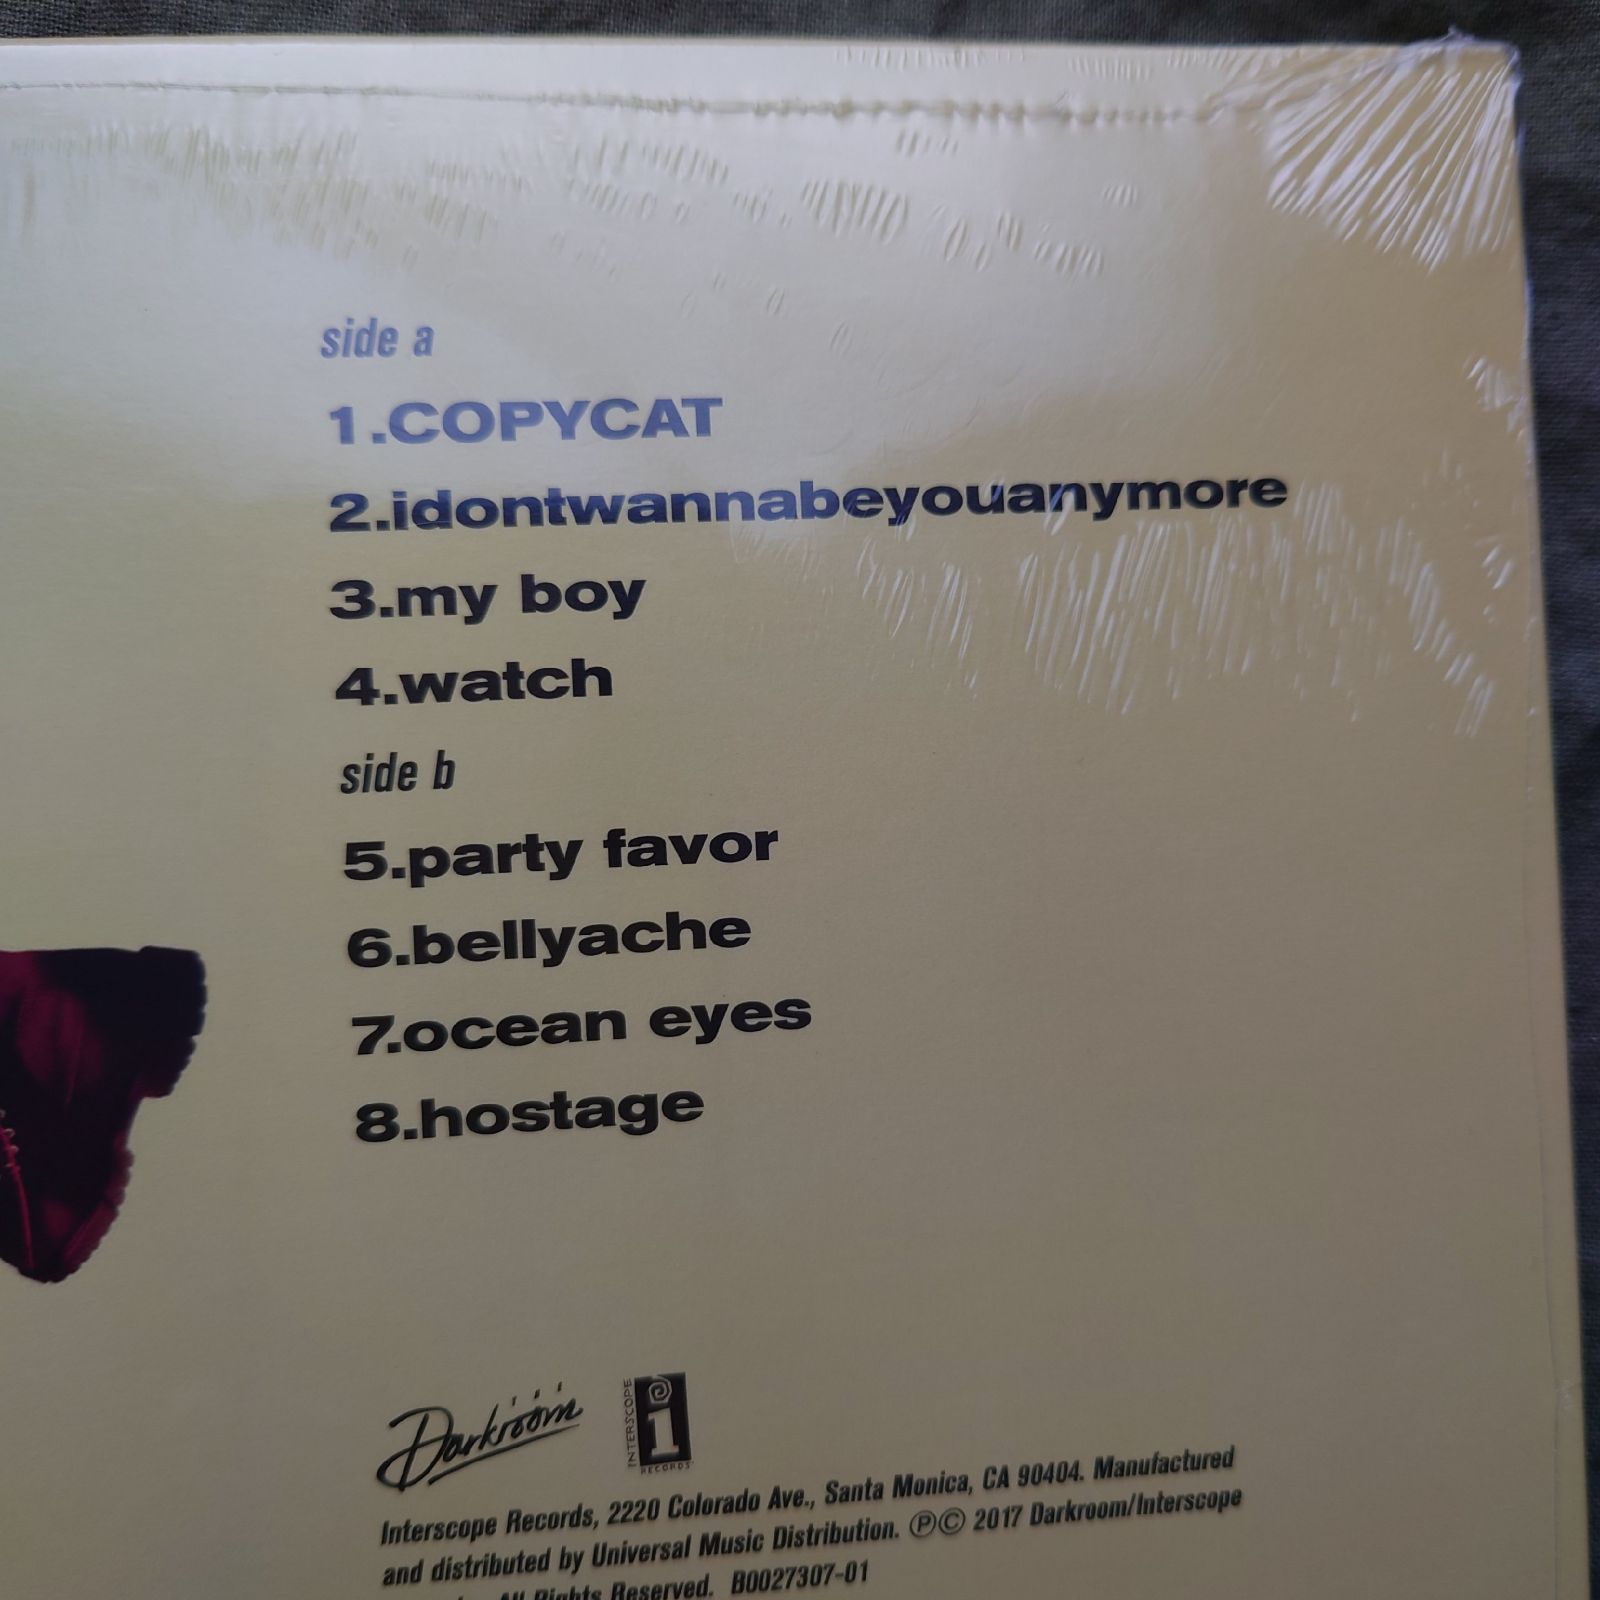 side a
1.COPYCAT
2.idontwannabeyouanymore
3.my boy
4.watch
side b
5.party favor
6.bellyache
7.ocean eyes
8.hostage
Darkroom
INTERSCOPE
i
RECORDS
Interscope Records, 2220 Colorado Ave., Santa Monica, CA 90404. Manufactured
and distributed by Universal Music Distribution. ℗© 2017 Darkroom/Interscope
All Rights Reserved. B0027307-01